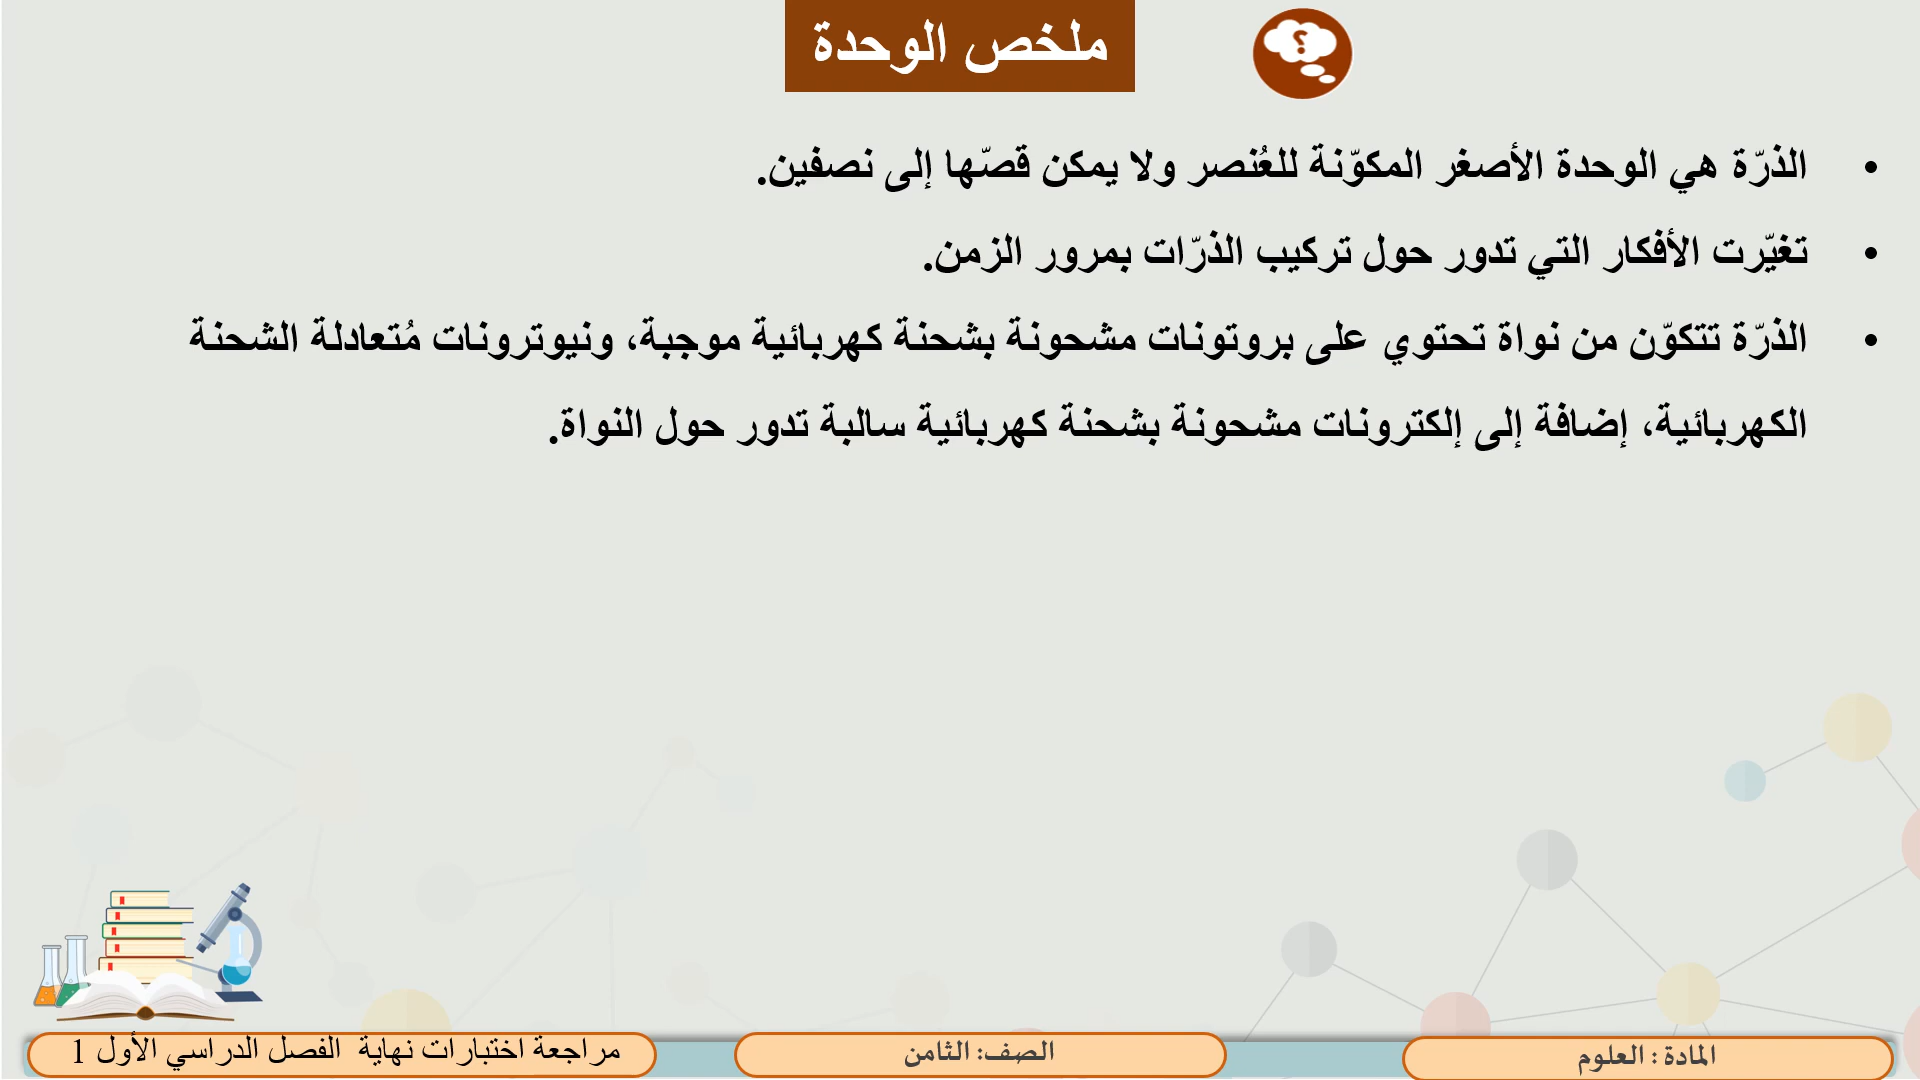 ملخص الوحدة
؟
• الذرّة هي الوحدة الأصغر المكوّنة للعُنصر ولا يمكن قصّها إلى نصفين.
• تغيّرت الأفكار التي تدور حول تركيب الذرّات بمرور الزمن.
• الذرّة تتكوّن من نواة تحتوي على بروتونات مشحونة بشحنة كهربائية موجبة، ونيوترونات مُتعادلة الشحنة
الكهربائية، إضافة إلى إلكترونات مشحونة بشحنة كهربائية سالبة تدور حول النواة.
المادة : العلوم
الصف: الثامن
مراجعة اختبارات نهاية الفصل الدراسي الأول 1